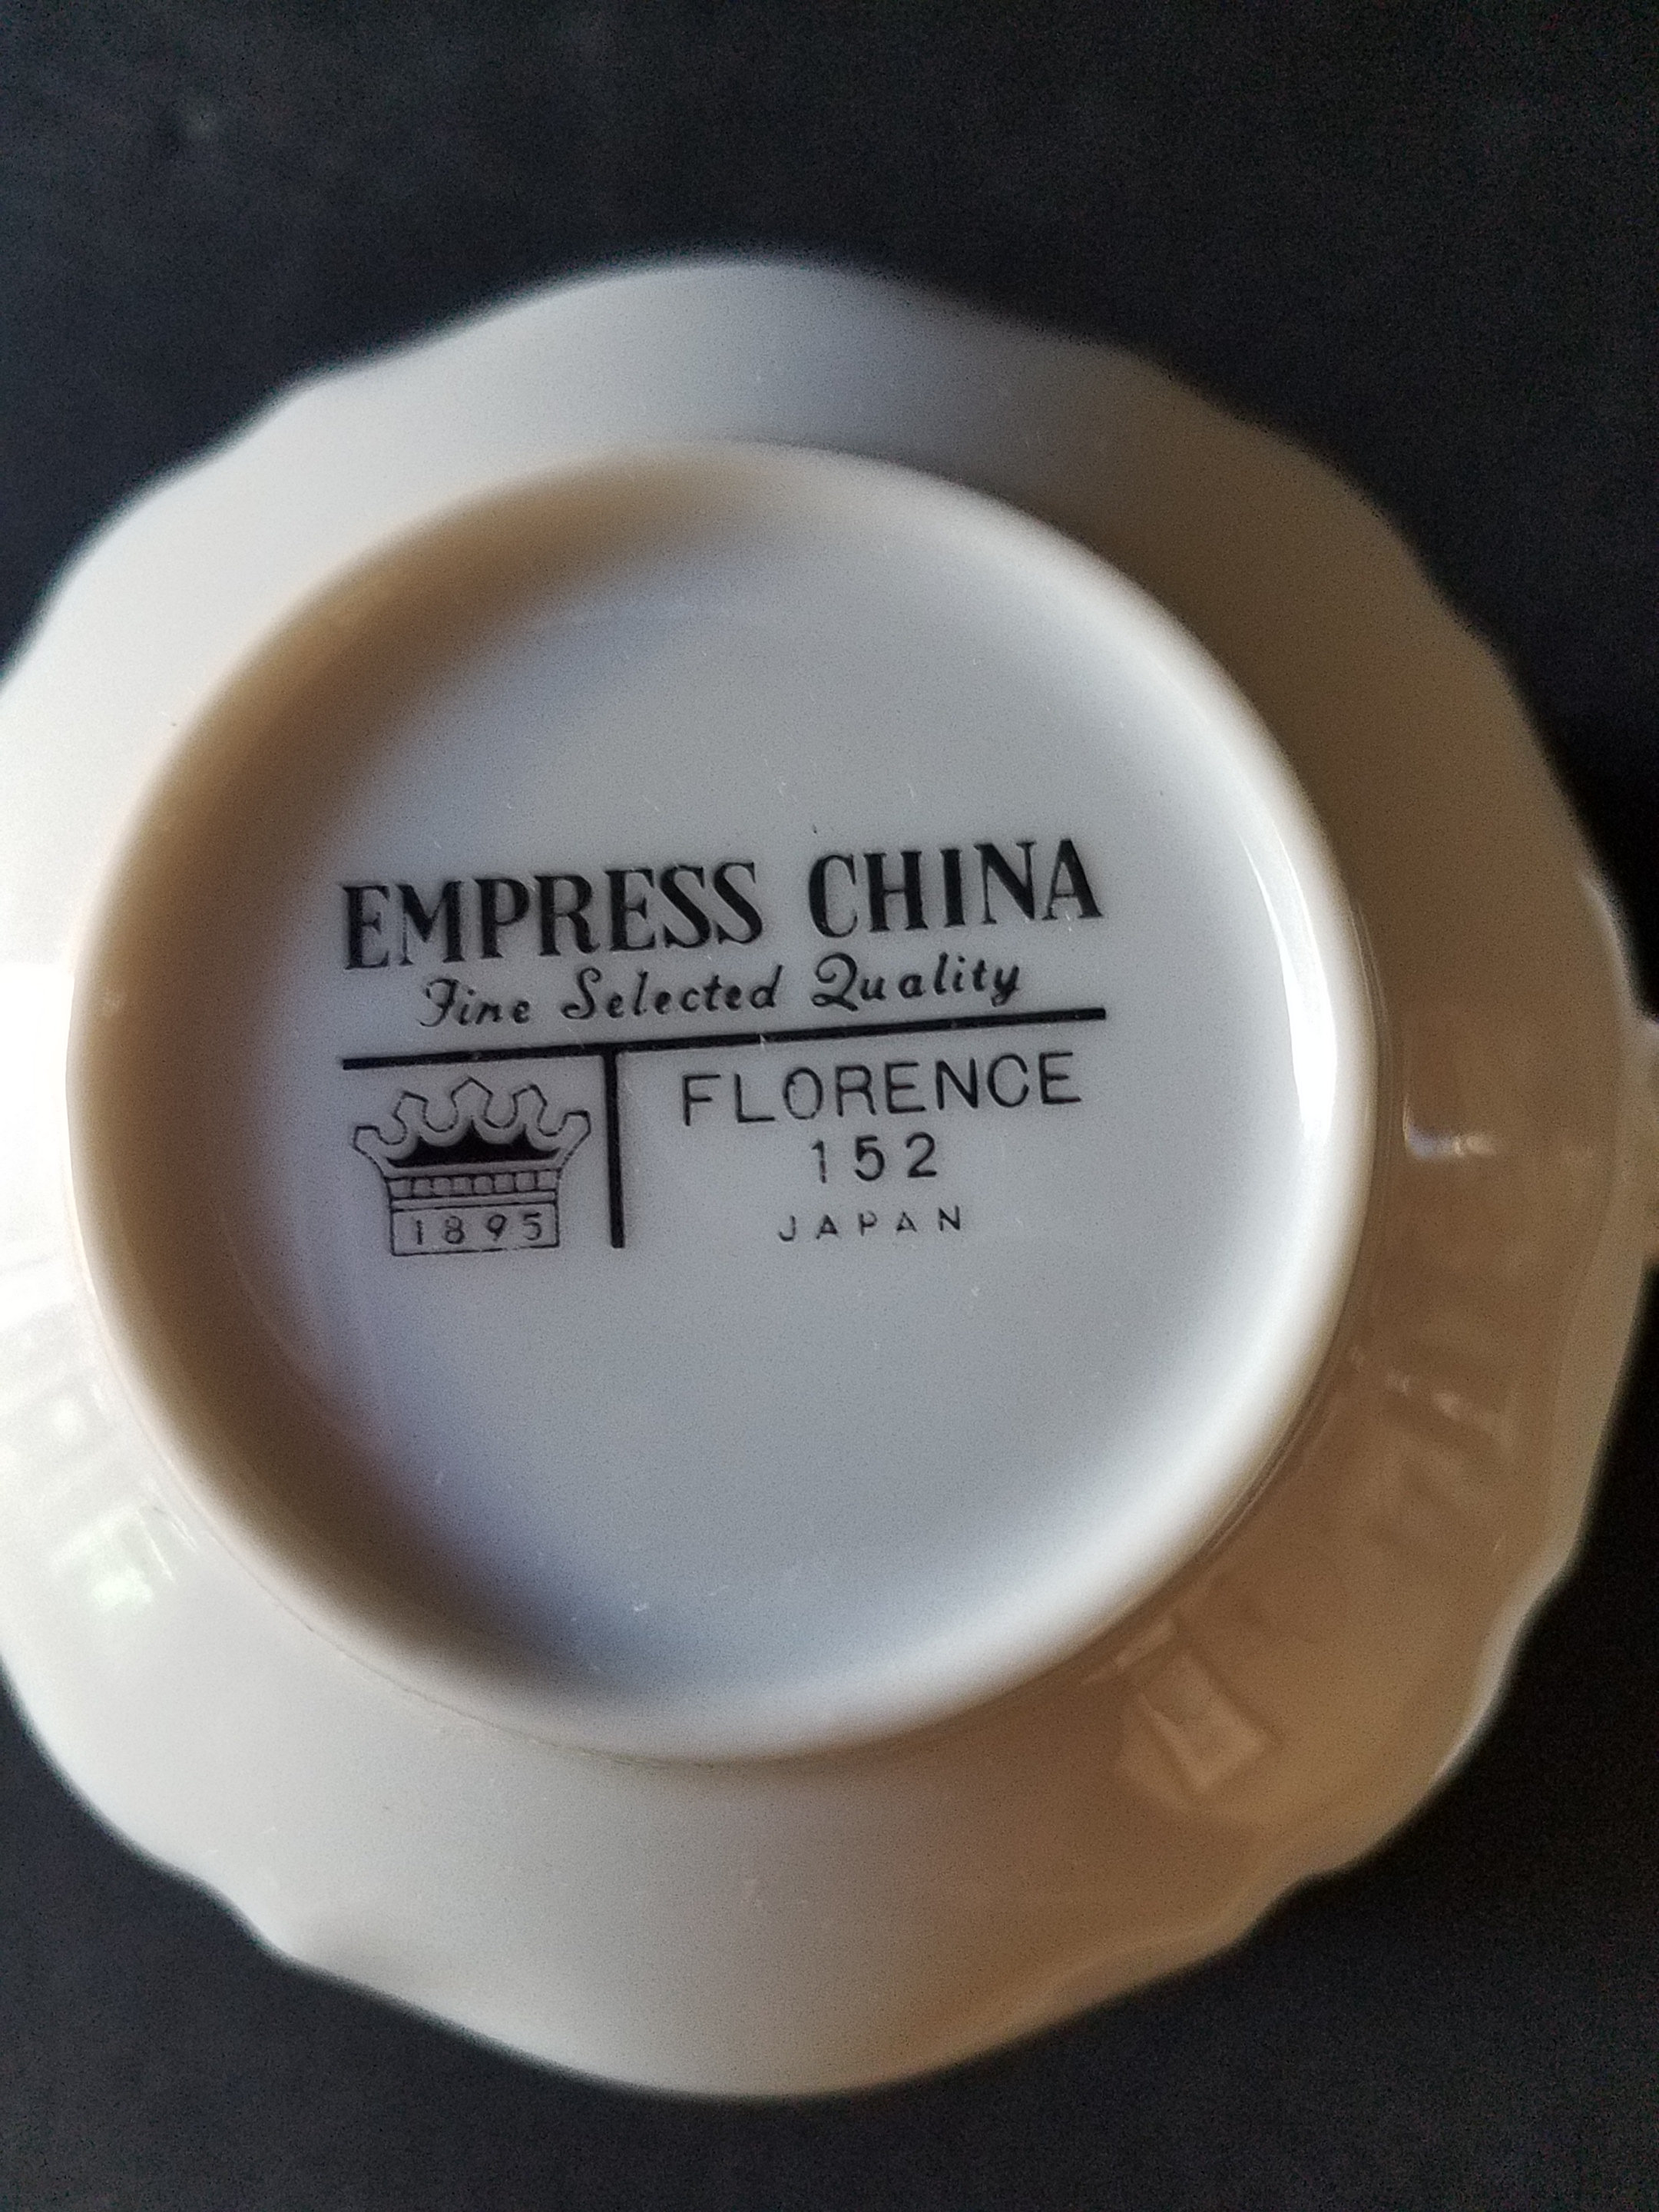 EMPRESS CHINA
Fine Selected Quality
1895
FLORENCE
152
JAPAN